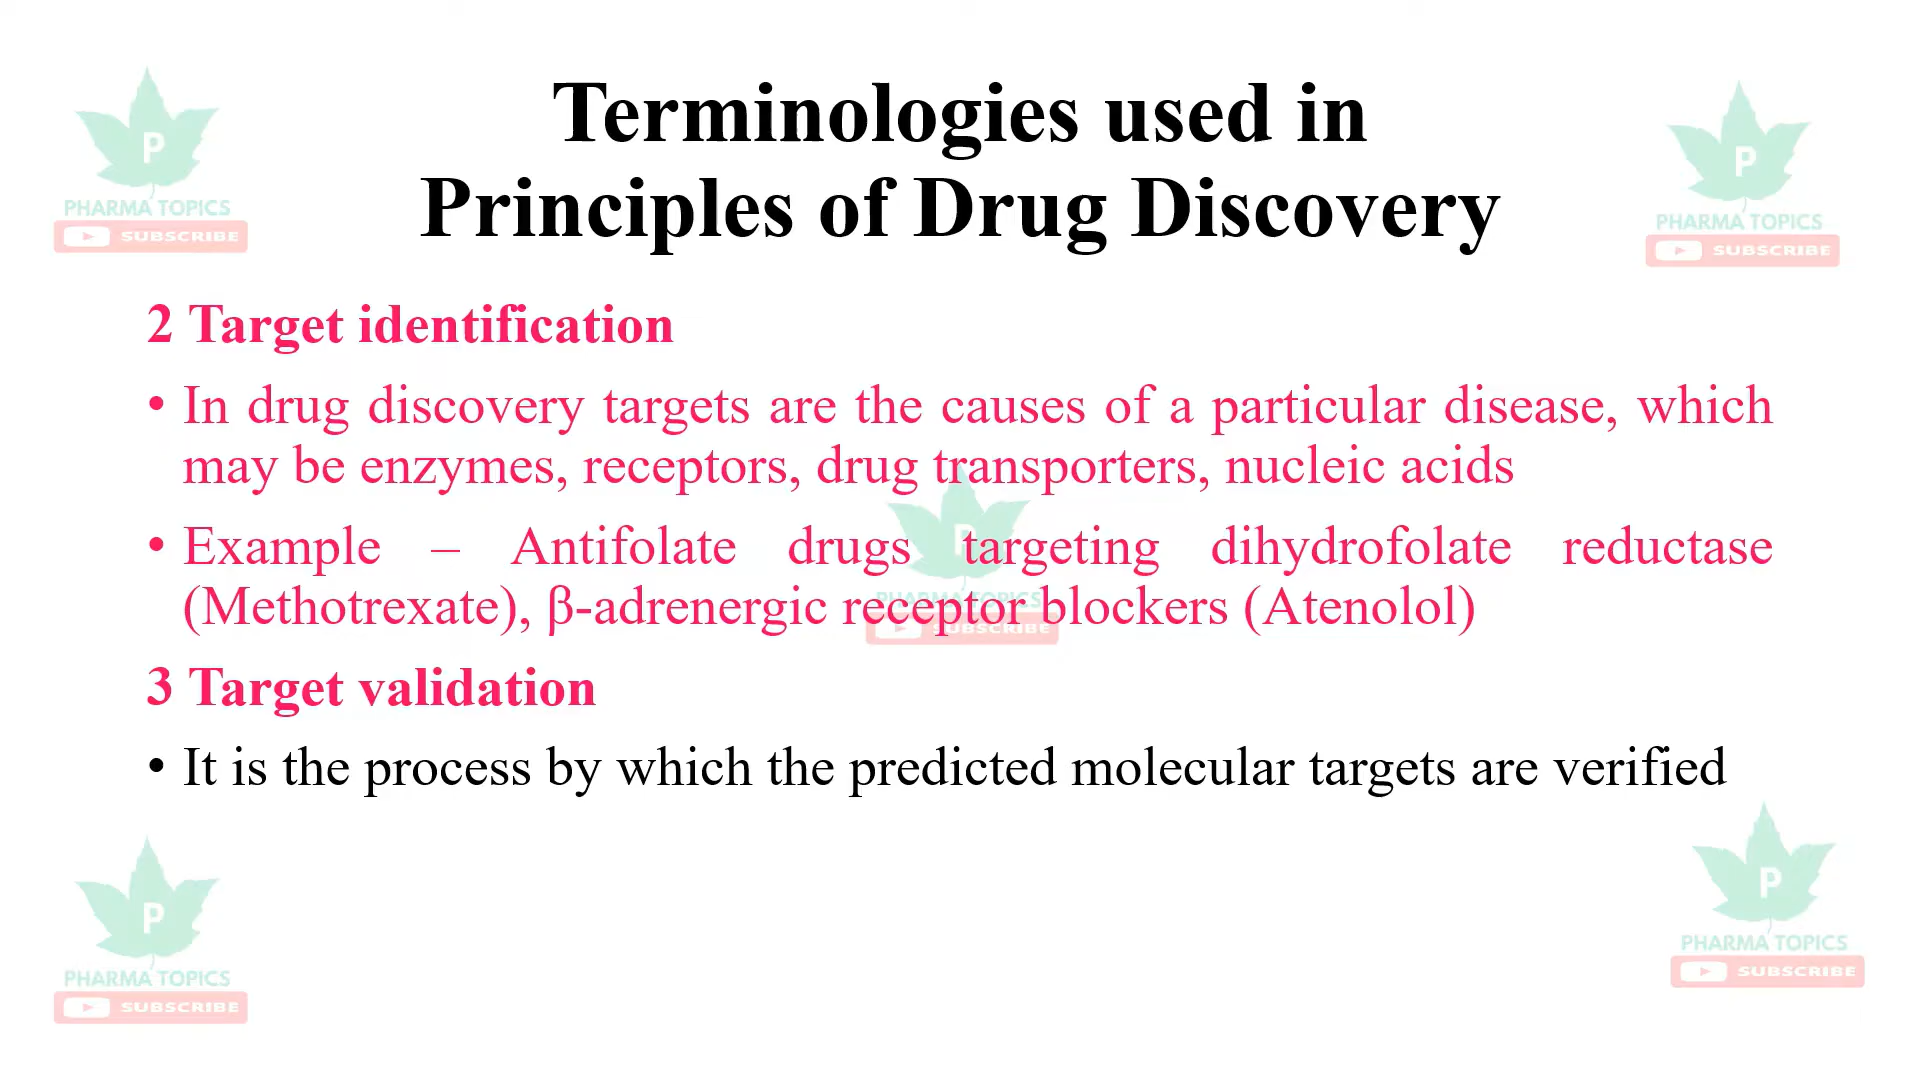 Terminologies used in
Principles of Drug Discovery
P
PHARMA TOPICS
SUBSCRIBE
P
PHARMA TOPICS
SUBSCRIBE
2 Target identification
• In drug discovery targets are the causes of a particular disease, which
may be enzymes, receptors, drug transporters, nucleic acids
• Example – Antifolate drugs targeting dihydrofolate reductase
(Methotrexate), β-adrenergic receptor blockers (Atenolol)
P
PHARMA TOPICS
SUBSCRIBE
3 Target validation
• It is the process by which the predicted molecular targets are verified
P
PHARMA TOPICS
SUBSCRIBE
P
PHARMA TOPICS
SUBSCRIBE